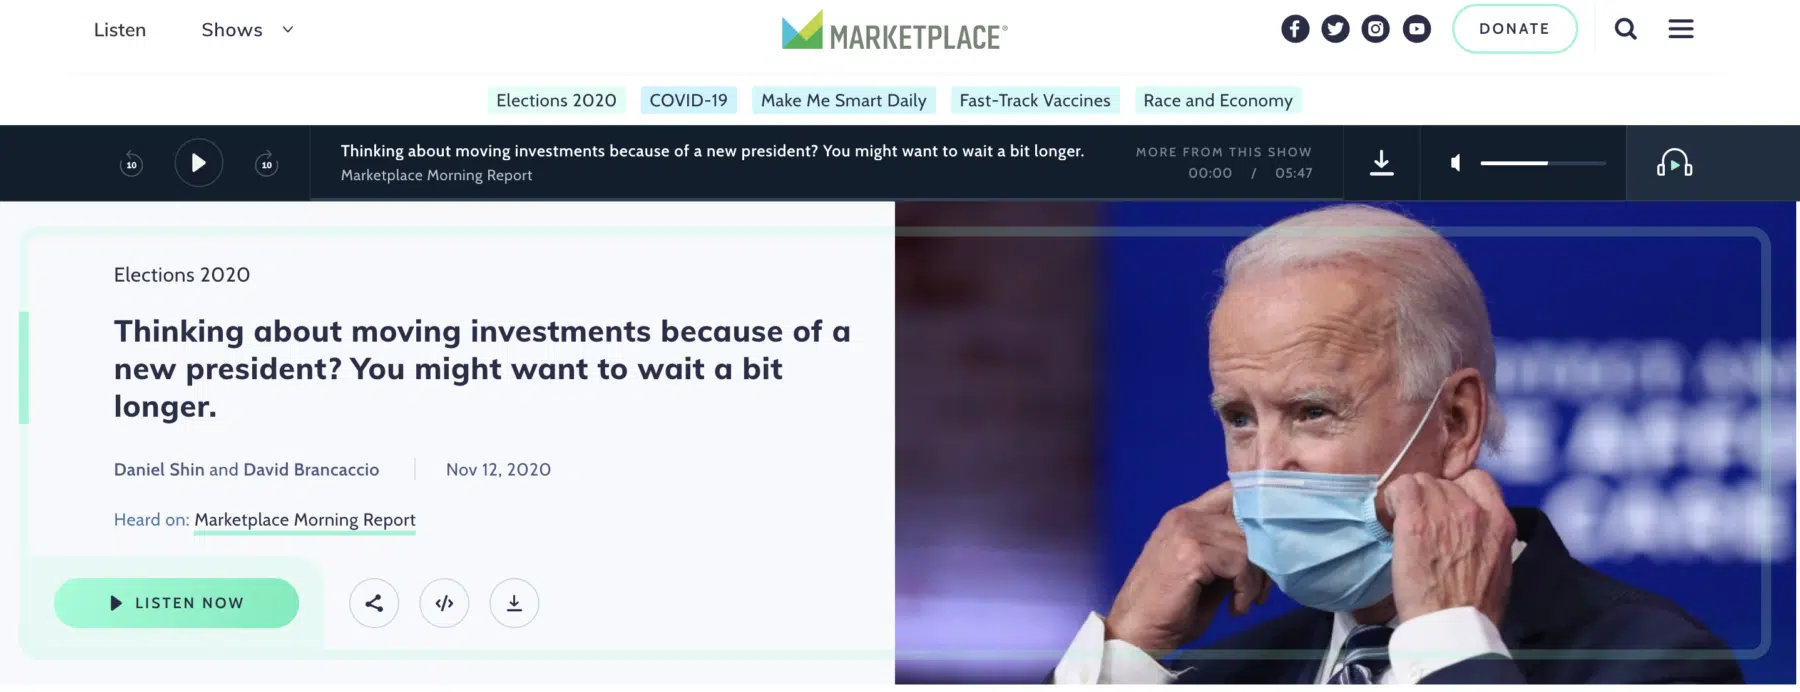 Listen
Shows
MARKETPLACE®
DONATE
Elections 2020
COVID-19
Make Me Smart Daily
Fast-Track Vaccines
Race and Economy
10
10
Thinking about moving investments because of a new president? You might want to wait a bit longer.
Marketplace Morning Report
MORE FROM THIS SHOW
00:00 / 05:47
Elections 2020
Thinking about moving investments because of a
new president? You might want to wait a bit
longer.
Daniel Shin and David Brancaccio
Nov 12, 2020
Heard on: Marketplace Morning Report
LISTEN NOW